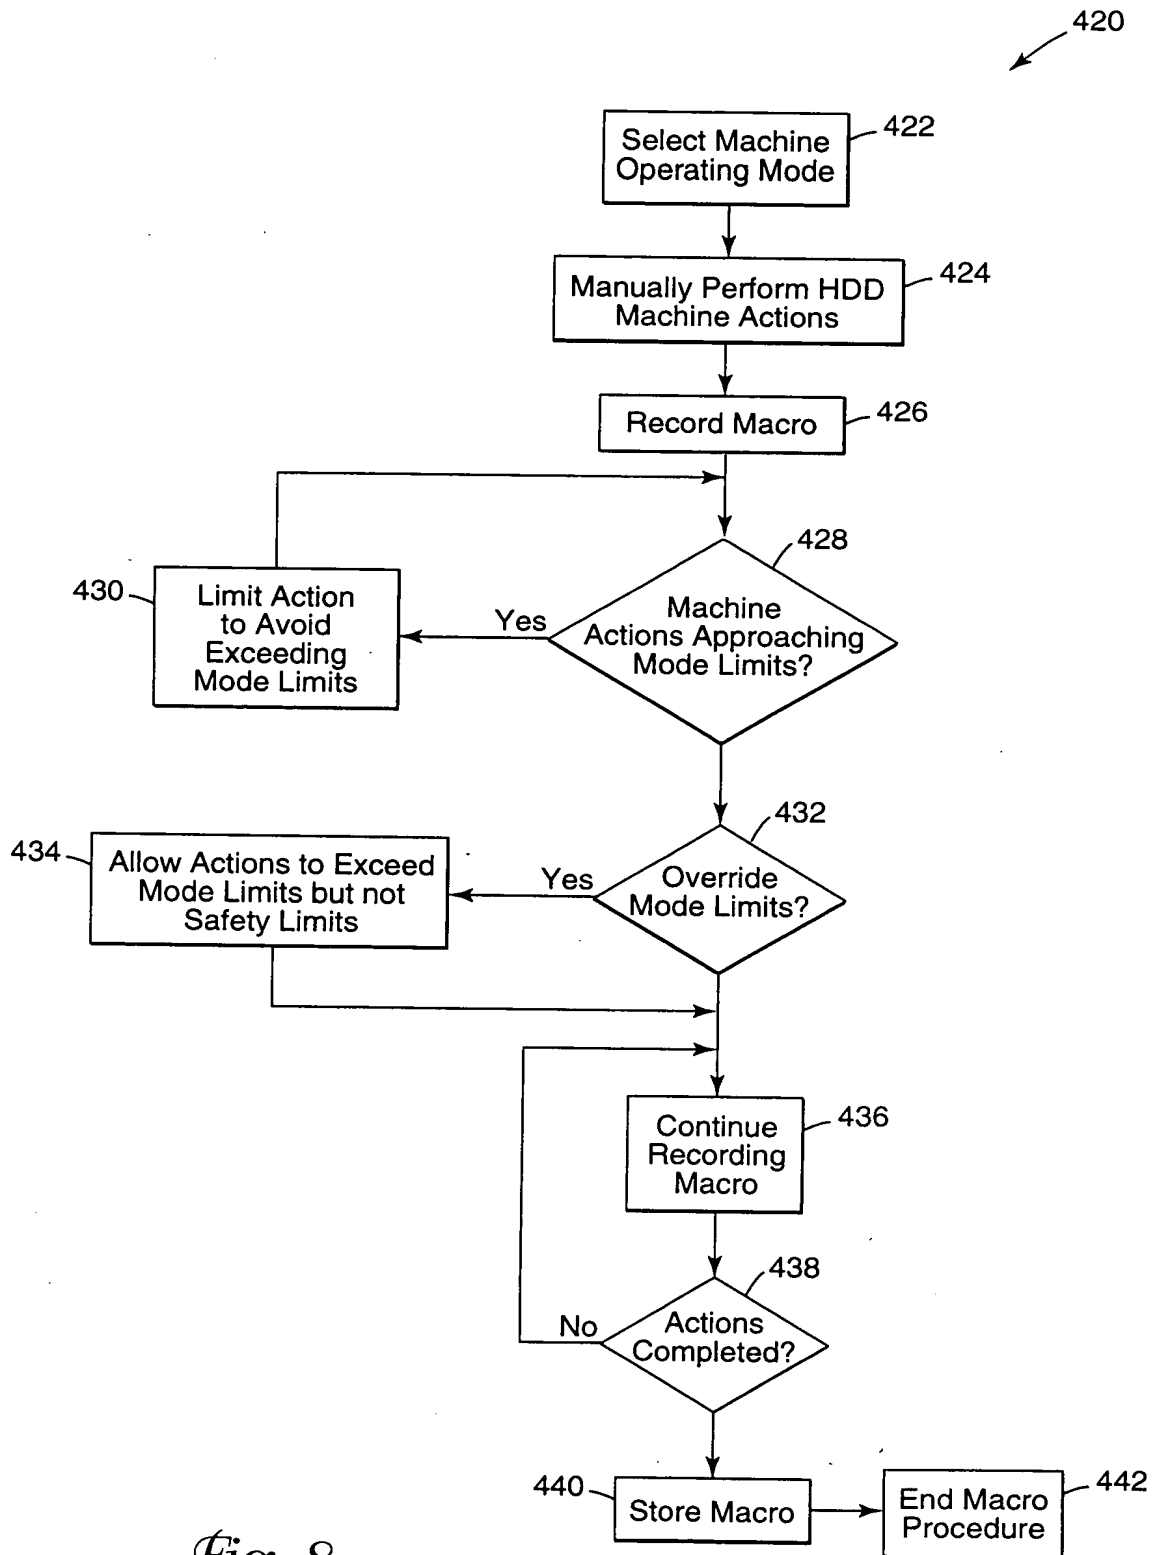 420
Select Machine
Operating Mode
422
Manually Perform HDD
Machine Actions
424
Record Macro
426
428
Machine
Actions Approaching
Mode Limits?
Yes
430
Limit Action
to Avoid
Exceeding
Mode Limits
432
Override
Mode Limits?
Yes
434
Allow Actions to Exceed
Mode Limits but not
Safety Limits
Continue
Recording
Macro
436
438
Actions
Completed?
No
440
Store Macro
End Macro
Procedure
442
Fig. 8